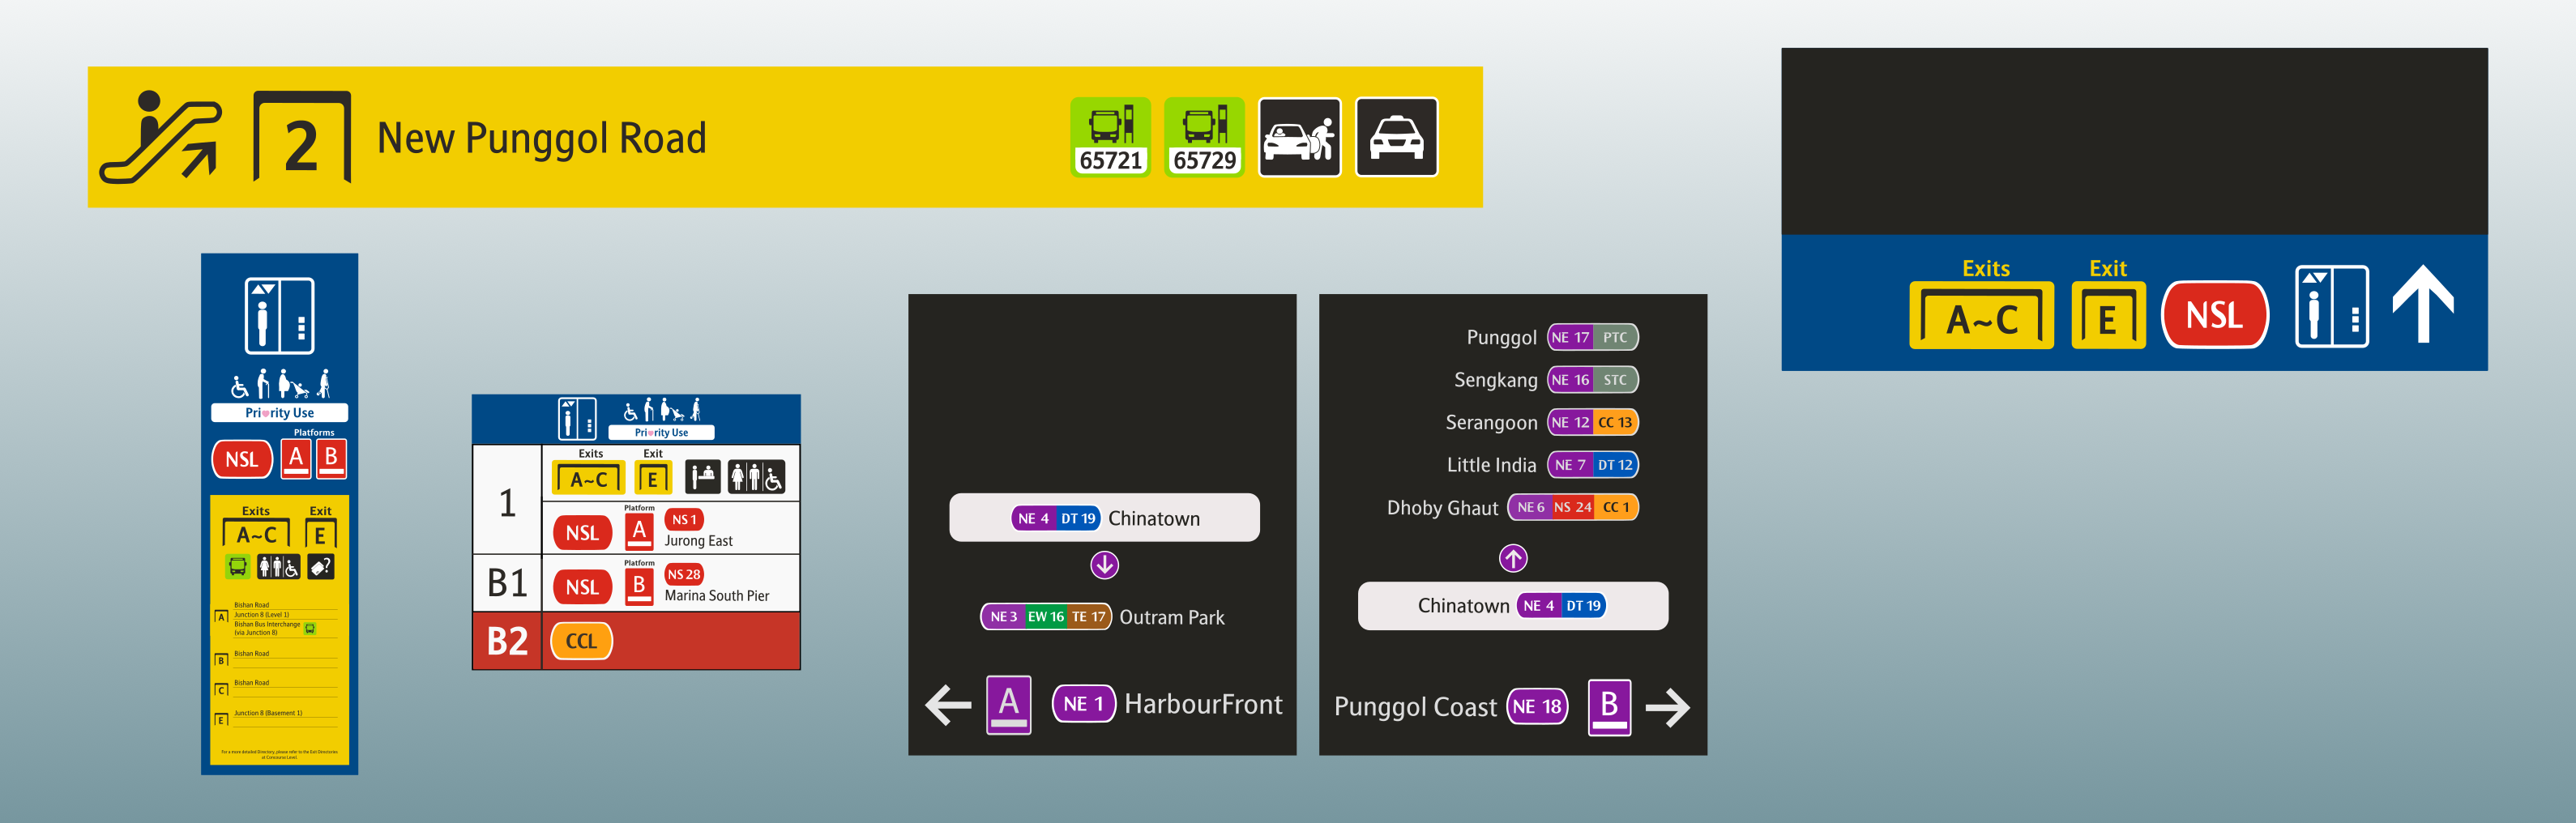 2 New Punggol Road 65721 65729
Exits Exit
A~C E NSL
Priority Use
Platforms
NSL A B
Exits Exit
A~C E
?
A Bishan Road
Junction 8 (Level 1)
Bishan Bus Interchange
(via Junction 8)
B Bishan Road
C Bishan Road
E Junction 8 (Basement 1)
For a more detailed Directory, please refer to the Exit Directories
at Concourse Level
Priority Use
1
Exits Exit
A~C E
Platform
NSL A NS 1
Jurong East
B1
Platform
NSL B NS 28
Marina South Pier
B2 CCL
NE 4 DT 19 Chinatown
NE 3 EW 16 TE 17 Outram Park
A NE 1 HarbourFront
Punggol NE 17 PTC
Sengkang NE 16 STC
Serangoon NE 12 CC 13
Little India NE 7 DT 12
Dhoby Ghaut NE 6 NS 24 CC 1
Chinatown NE 4 DT 19
Punggol Coast NE 18 B